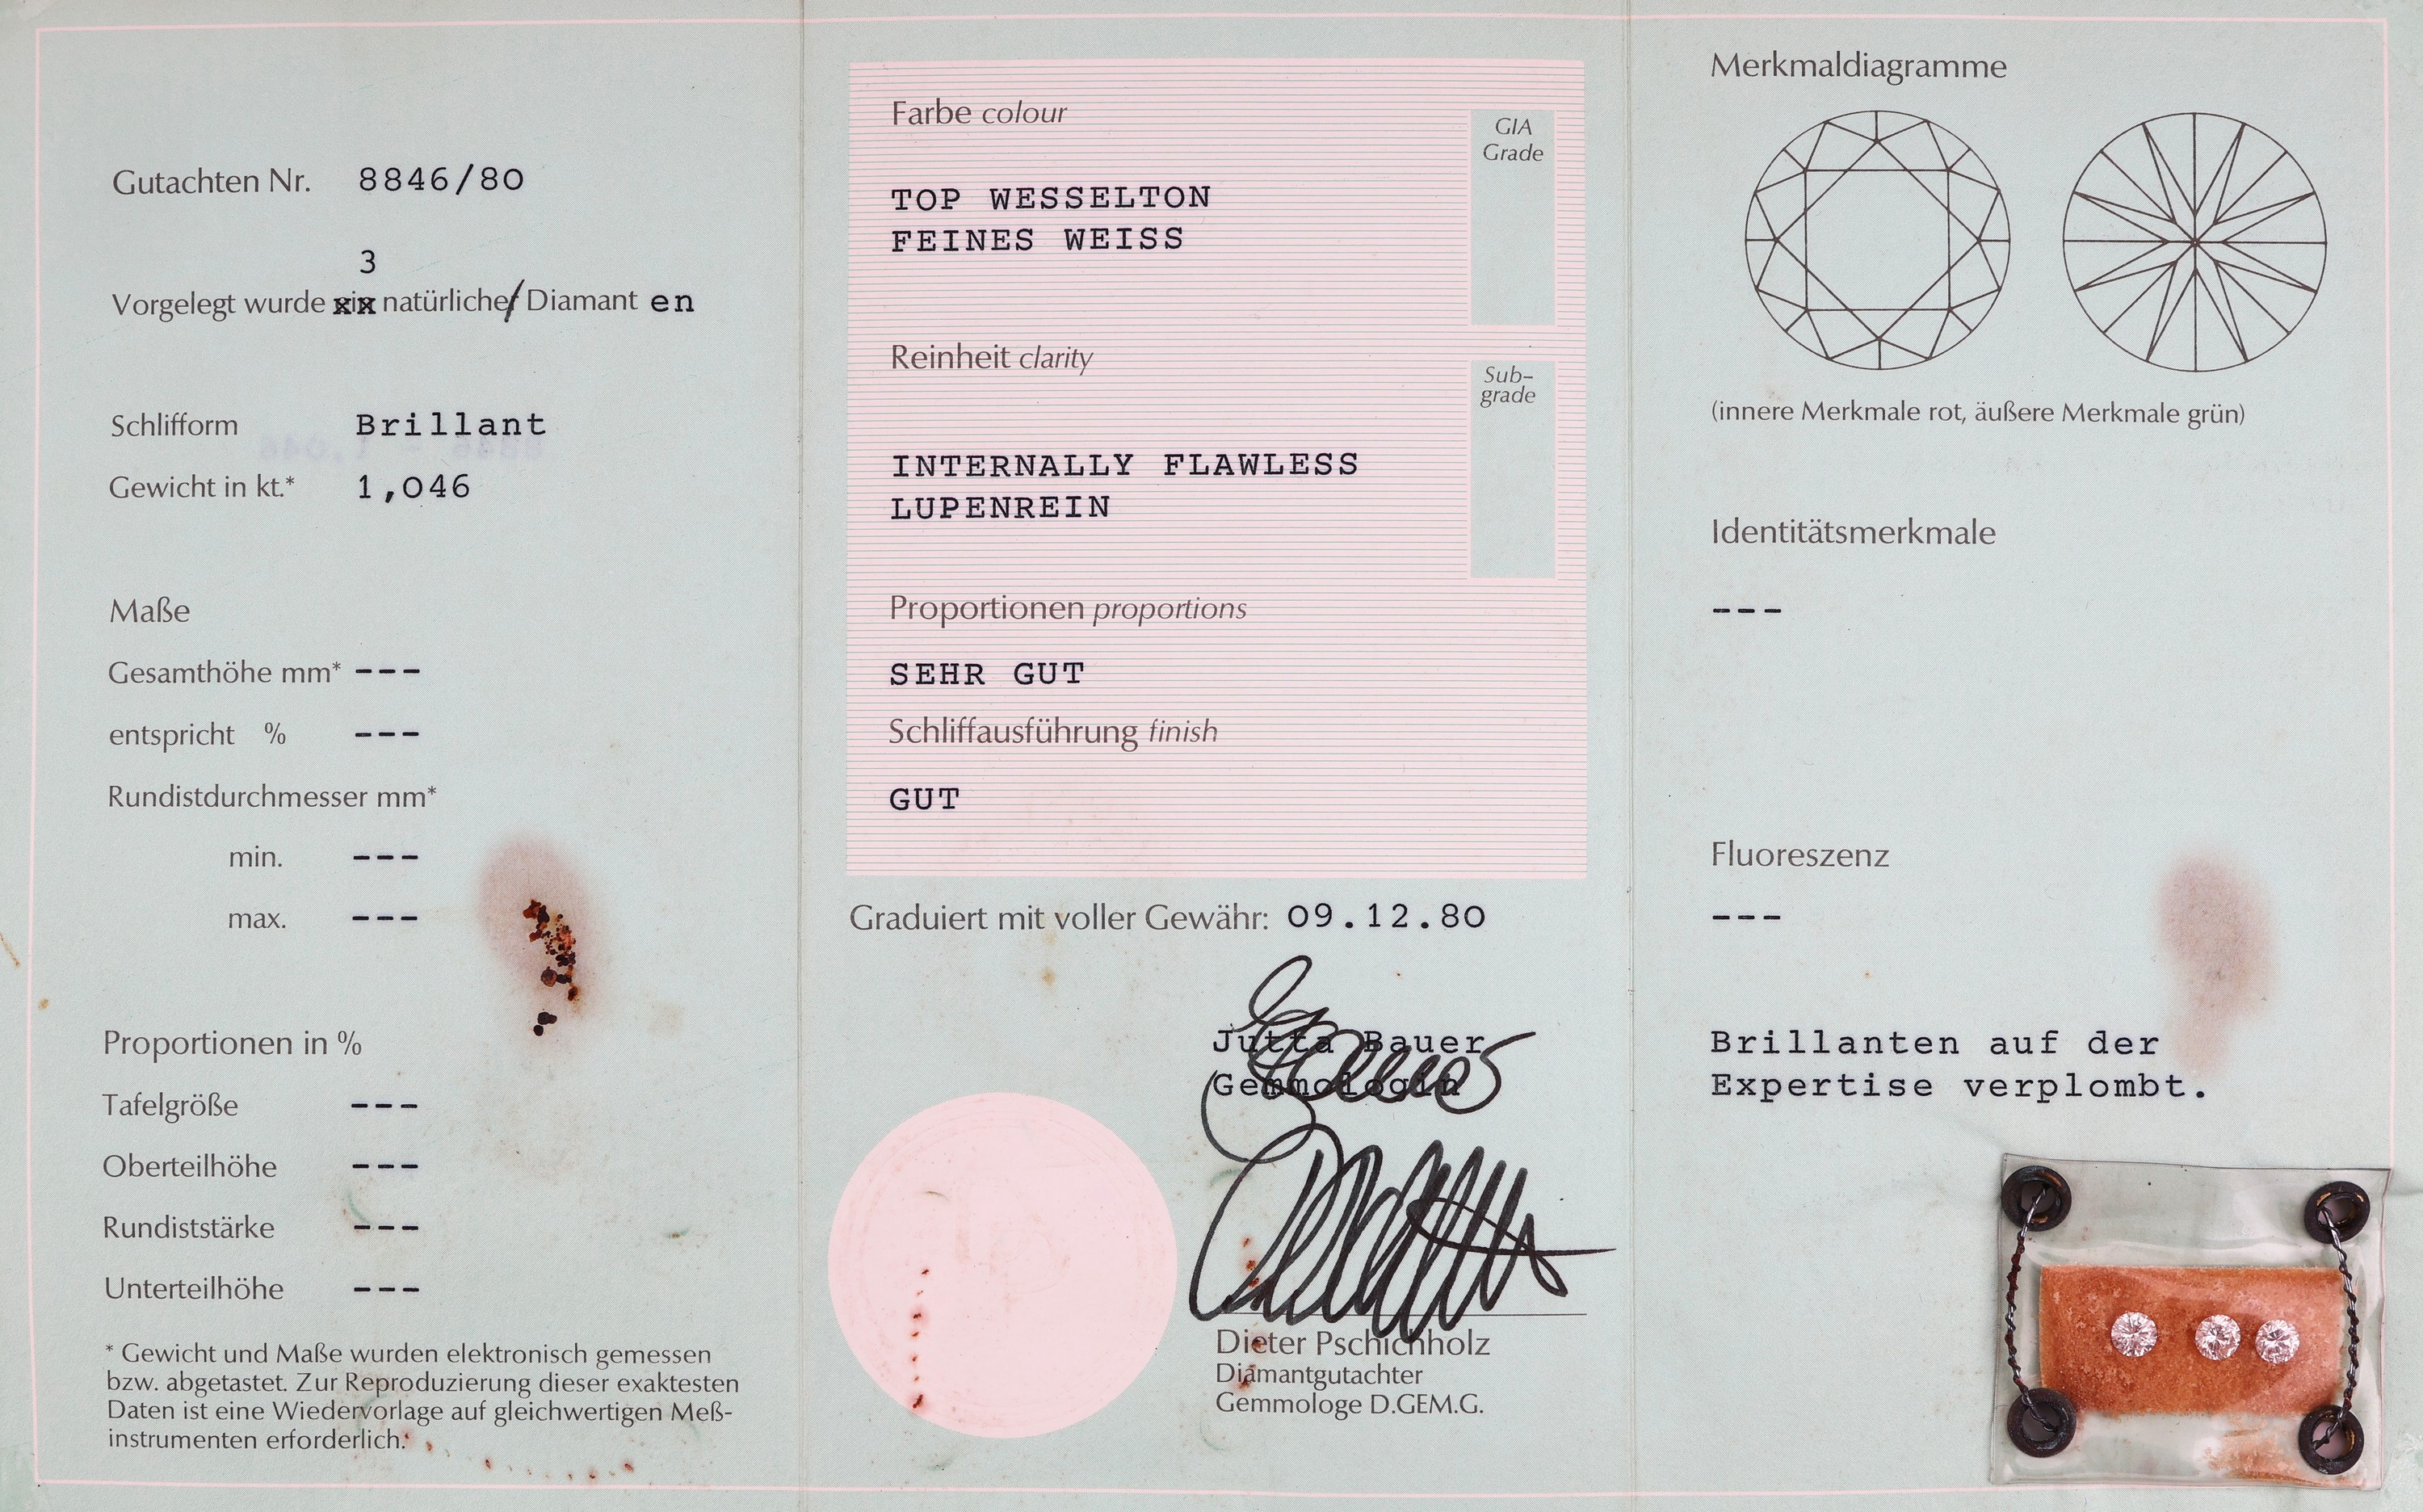 Gutachten Nr. 8846/80
3
Vorgelegt wurde natürliche Diamant en
Schlifform Brillant
Gewicht in kt.* 1,046
Maße
Gesamthöhe mm* ---
entspricht % ---
Rundistdurchmesser mm*
min. ---
max. ---
Proportionen in %
Tafelgröße ---
Oberteilhöhe ---
Rundiststärke ---
Unterteilhöhe ---
* Gewicht und Maße wurden elektronisch gemessen
bzw. abgetastet. Zur Reproduzierung dieser exaktesten
Daten ist eine Wiedervorlage auf gleichwertigen Meß-
instrumenten erforderlich.
Farbe colour
GIA
Grade
TOP WESSELTON
FEINES WEISS
Reinheit clarity
Sub-
grade
INTERNALLY FLAWLESS
LUPENREIN
Proportionen proportions
SEHR GUT
Schliffausführung finish
GUT
Graduiert mit voller Gewähr: 09.12.80
Jutta Bauer
Gemmologin
Dieter Pschichholz
Diamantgutachter
Gemmologe D.GEM.G.
Merkmaldiagramme
(innere Merkmale rot, äußere Merkmale grün)
Identitätsmerkmale
---
Fluoreszenz
---
Brillanten auf der
Expertise verplombt.